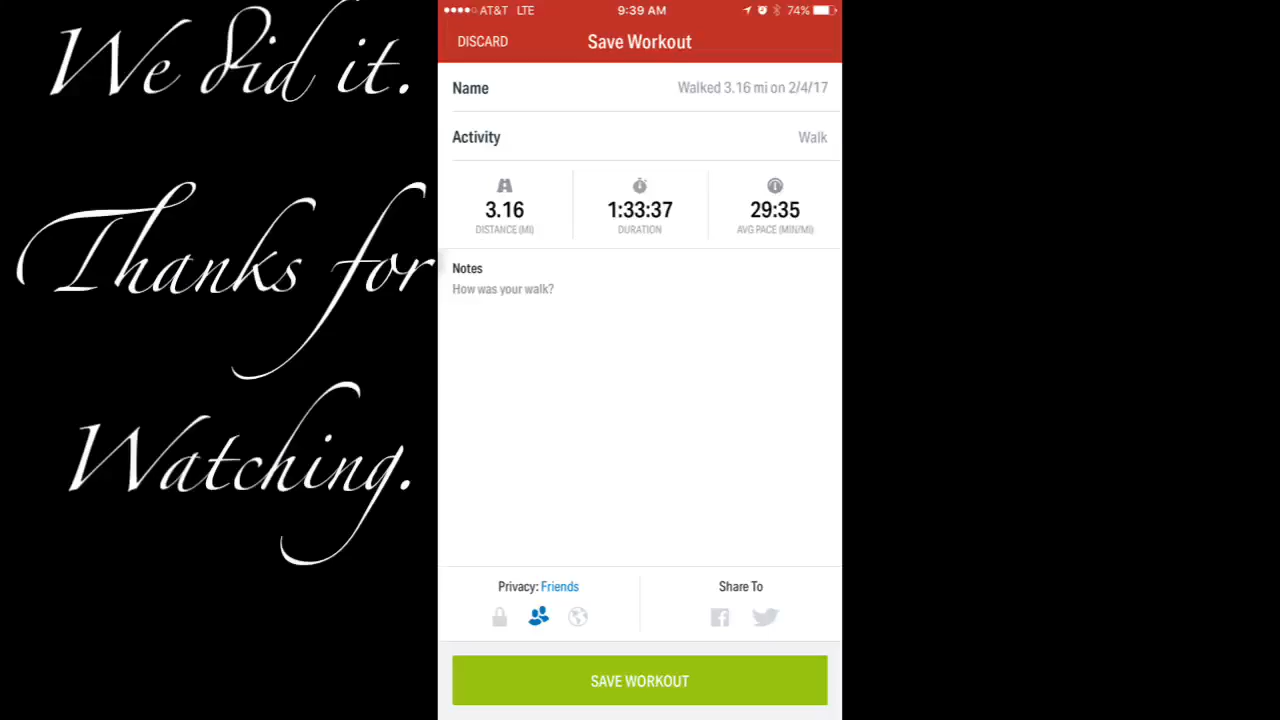 We did it.
Thanks for
Watching.
AT&T LTE 9:39 AM 74%
DISCARD Save Workout
Name Walked 3.16 mi on 2/4/17
Activity Walk
3.16 1:33:37 29:35
DISTANCE (MI) DURATION AVG PACE (MIN/MI)
Notes
How was your walk?
Privacy: Friends Share To
SAVE WORKOUT